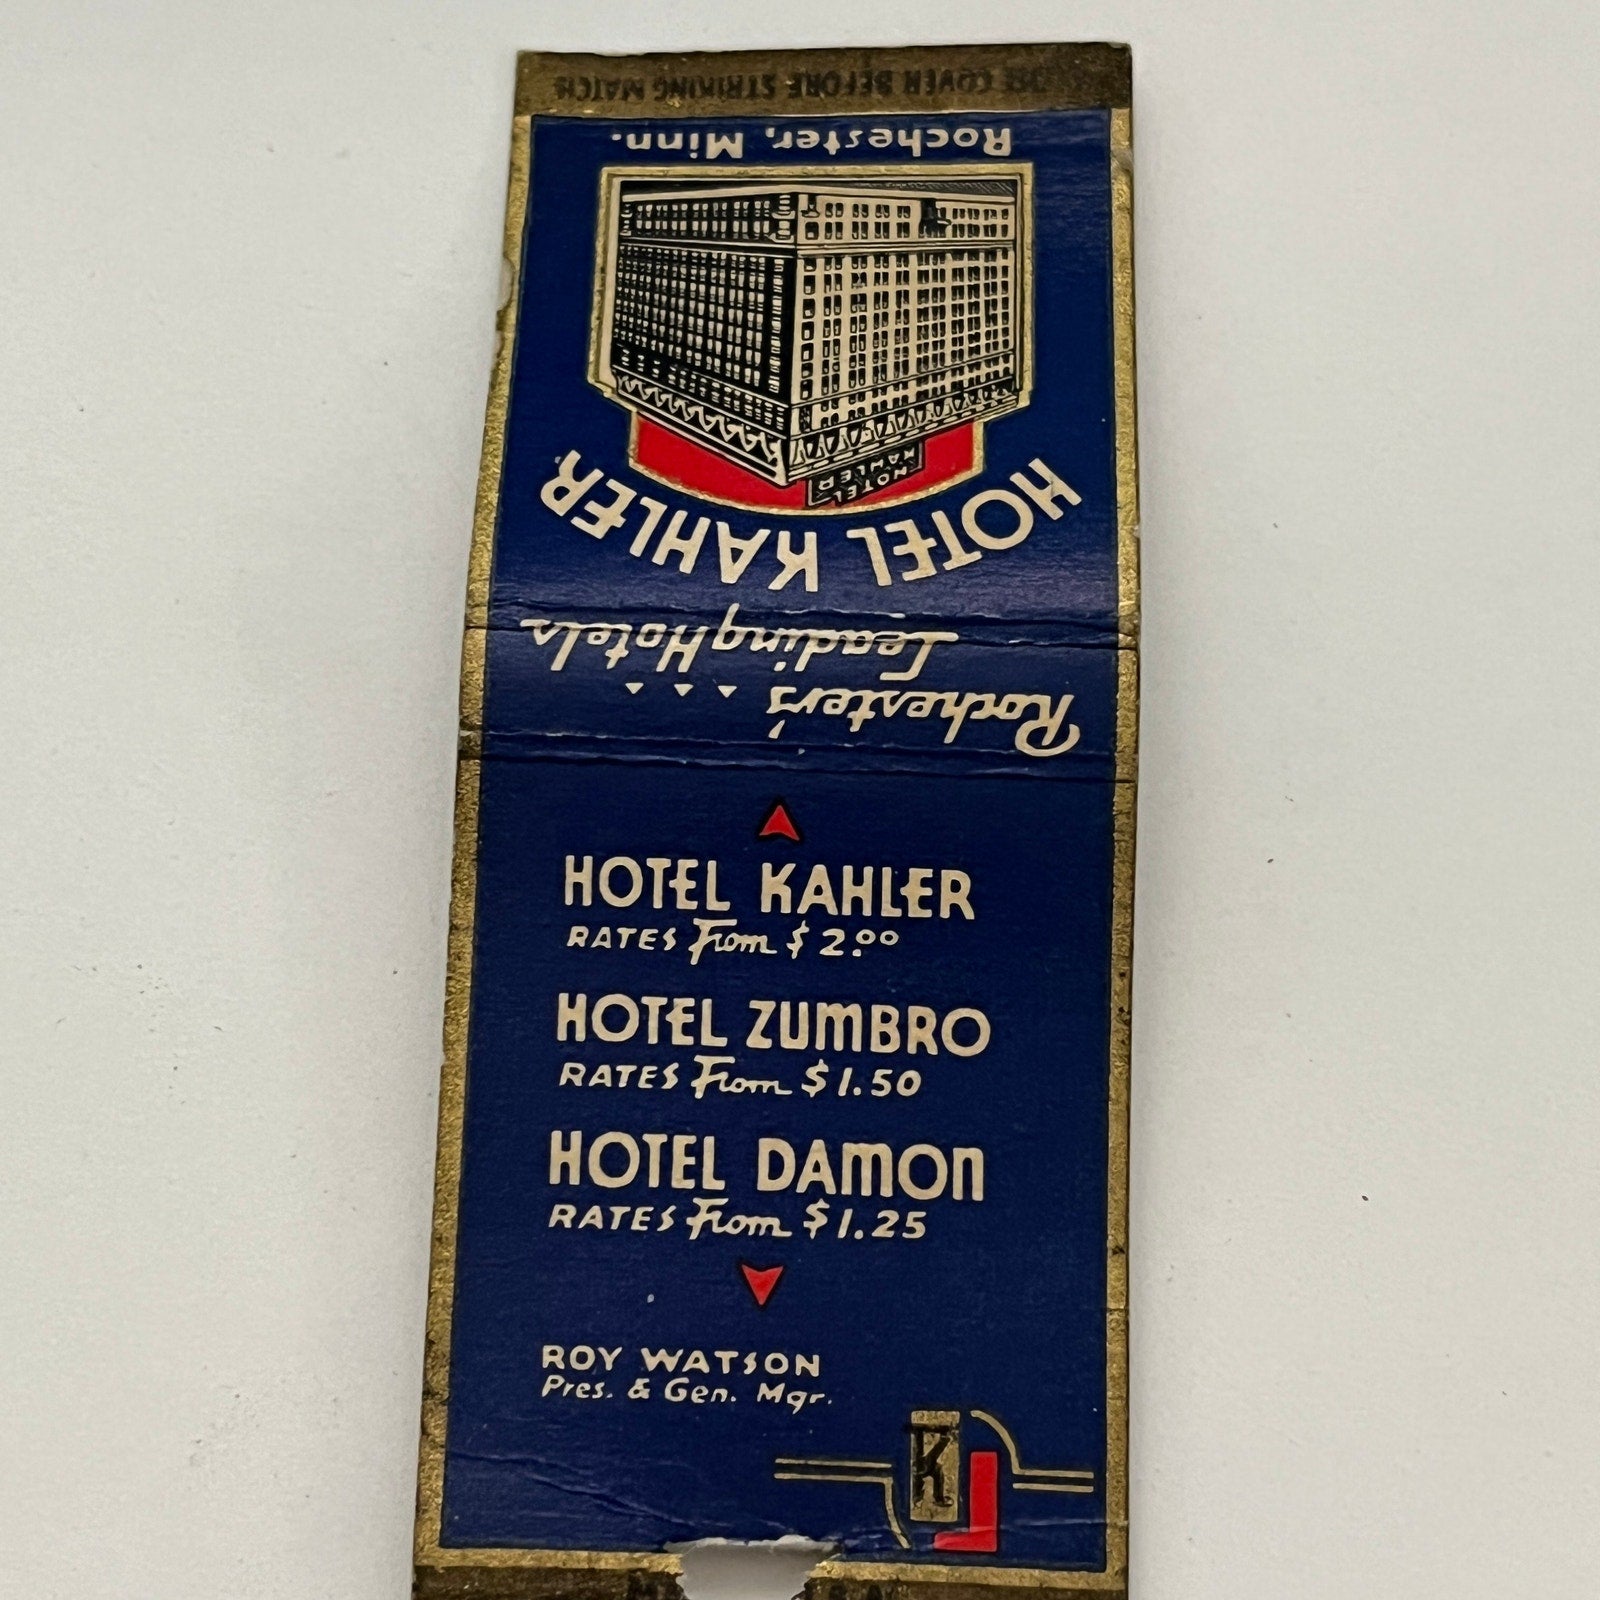 CLOSE COVER BEFORE STRIKING MATCH
Rochester, Minn.
HOTEL
KAHLER
HOTEL KAHLER
Rochester's...
Leading Hotels
HOTEL KAHLER
RATES From $2.00
HOTEL ZUMBRO
RATES From $1.50
HOTEL DAMON
RATES From $1.25
ROY WATSON
Pres. & Gen. Mgr.
K